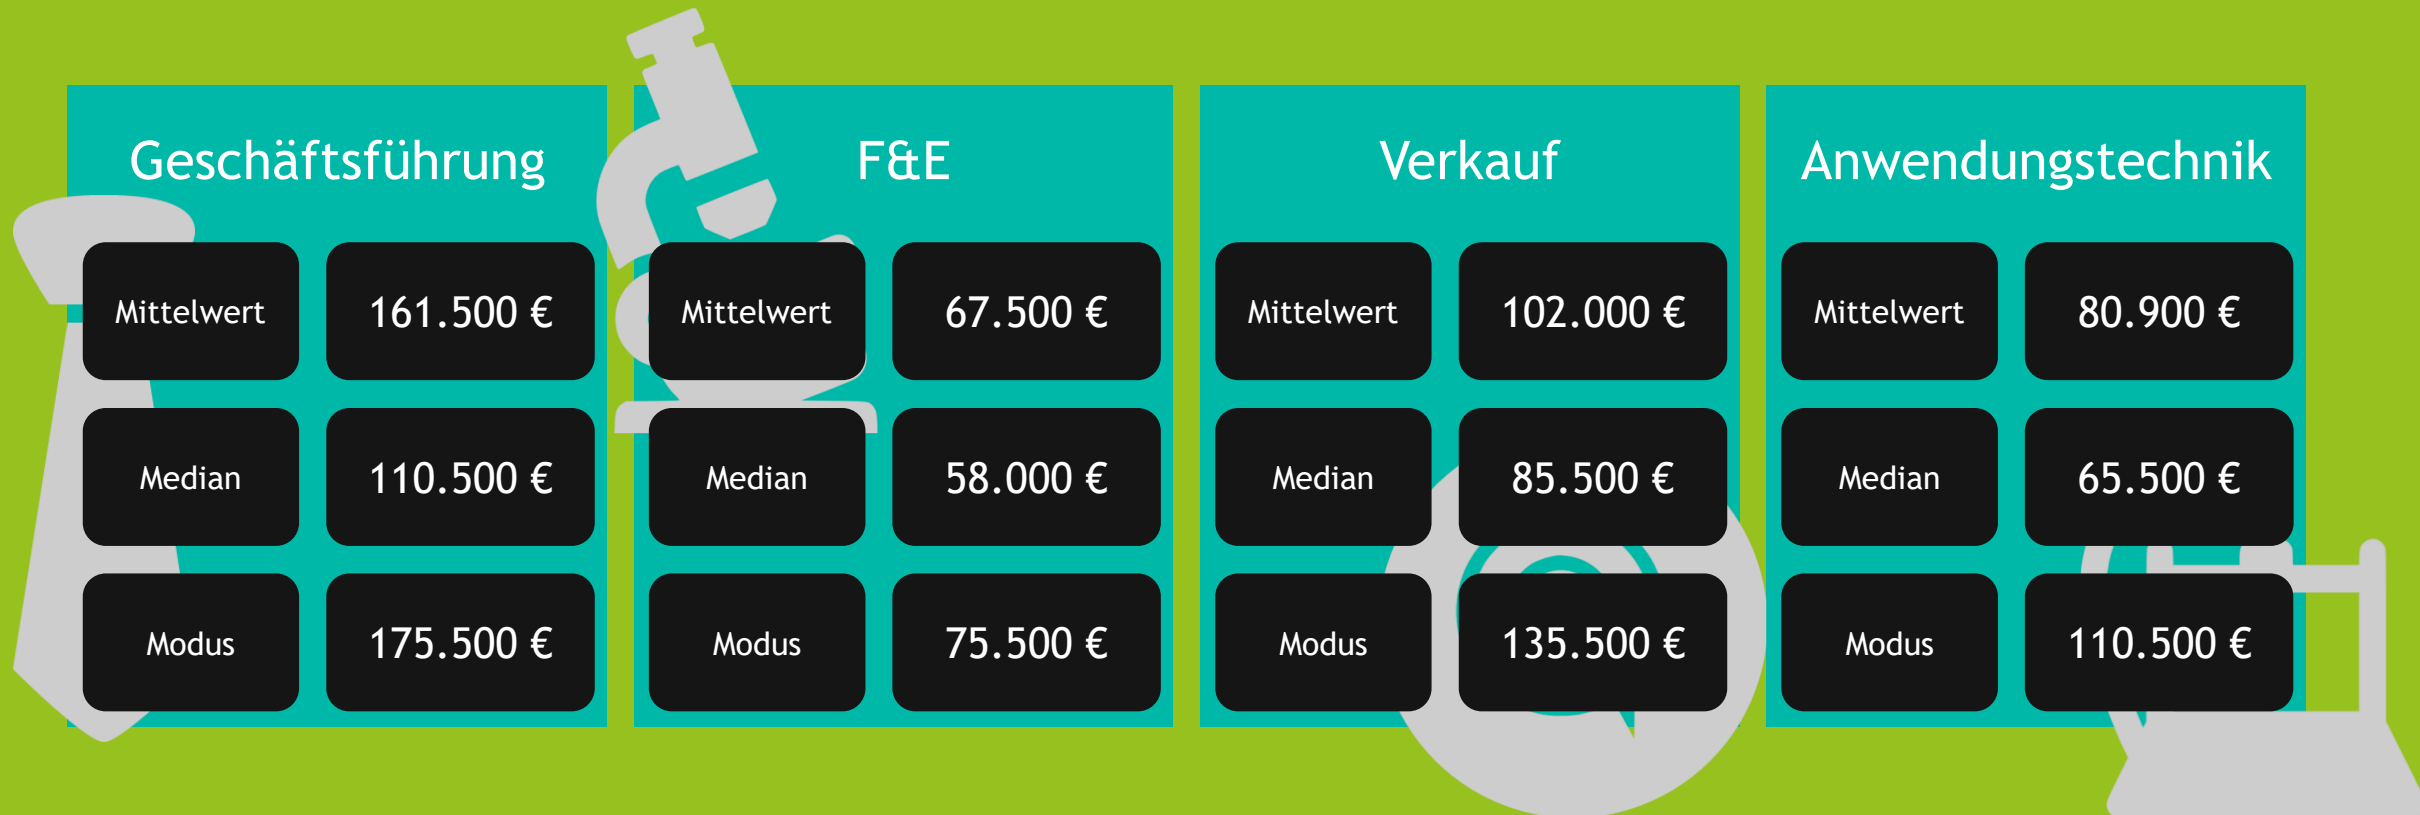 Geschäftsführung
Mittelwert
161.500 €
Median
110.500 €
Modus
175.500 €
F&E
Mittelwert
67.500 €
Median
58.000 €
Modus
75.500 €
Verkauf
Mittelwert
102.000 €
Median
85.500 €
Modus
135.500 €
Anwendungstechnik
Mittelwert
80.900 €
Median
65.500 €
Modus
110.500 €